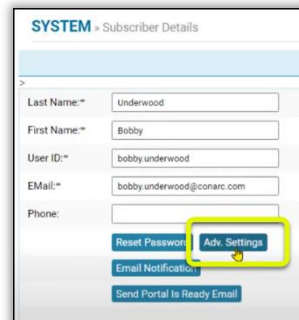 SYSTEM » Subscriber Details
>
Last Name:* Underwood
First Name:* Bobby
User ID:* bobby.underwood
EMail:* bobby.underwood@conarc.com
Phone:
Reset Password Adv. Settings
Email Notification
Send Portal Is Ready Email